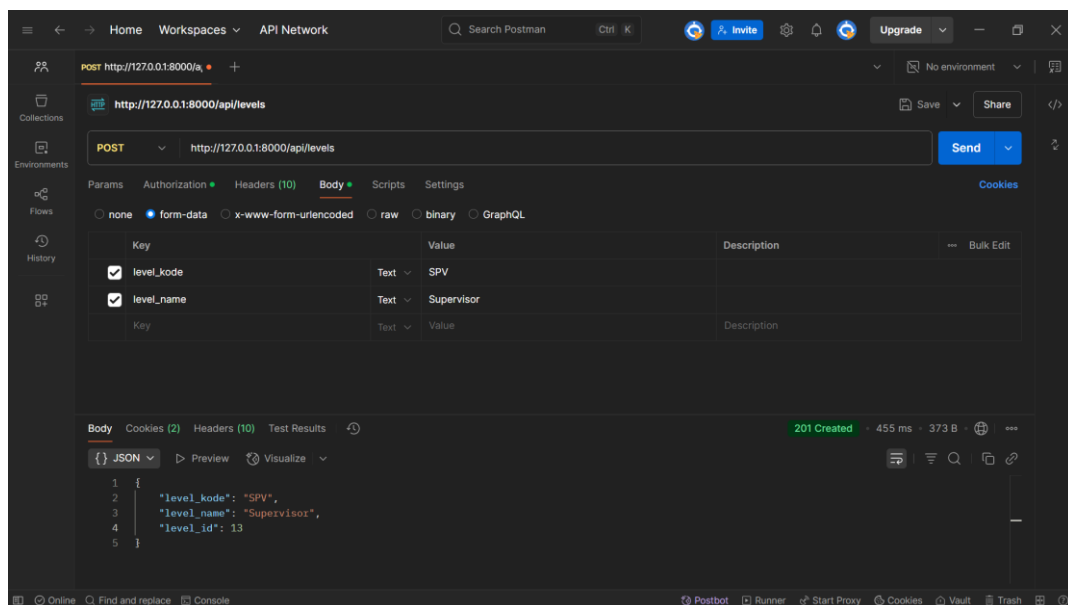 Home Workspaces API Network Search Postman Ctrl K Invite Upgrade
POST http://127.0.0.1:8000/a No environment
http://127.0.0.1:8000/api/levels Save Share
Collections
POST http://127.0.0.1:8000/api/levels Send
Environments
Params Authorization Headers (10) Body Scripts Settings Cookies
Flows
none form-data x-www-form-urlencoded raw binary GraphQL
History
Key Value Description Bulk Edit
level_kode Text SPV
level_name Text Supervisor
Key Text Value Description
Body Cookies (2) Headers (10) Test Results 201 Created 455 ms 373 B
{} JSON Preview Visualize
1 {
2 "level_kode": "SPV",
3 "level_name": "Supervisor",
4 "level_id": 13
5 }
Online Find and replace Console Postbot Runner Start Proxy Cookies Vault Trash